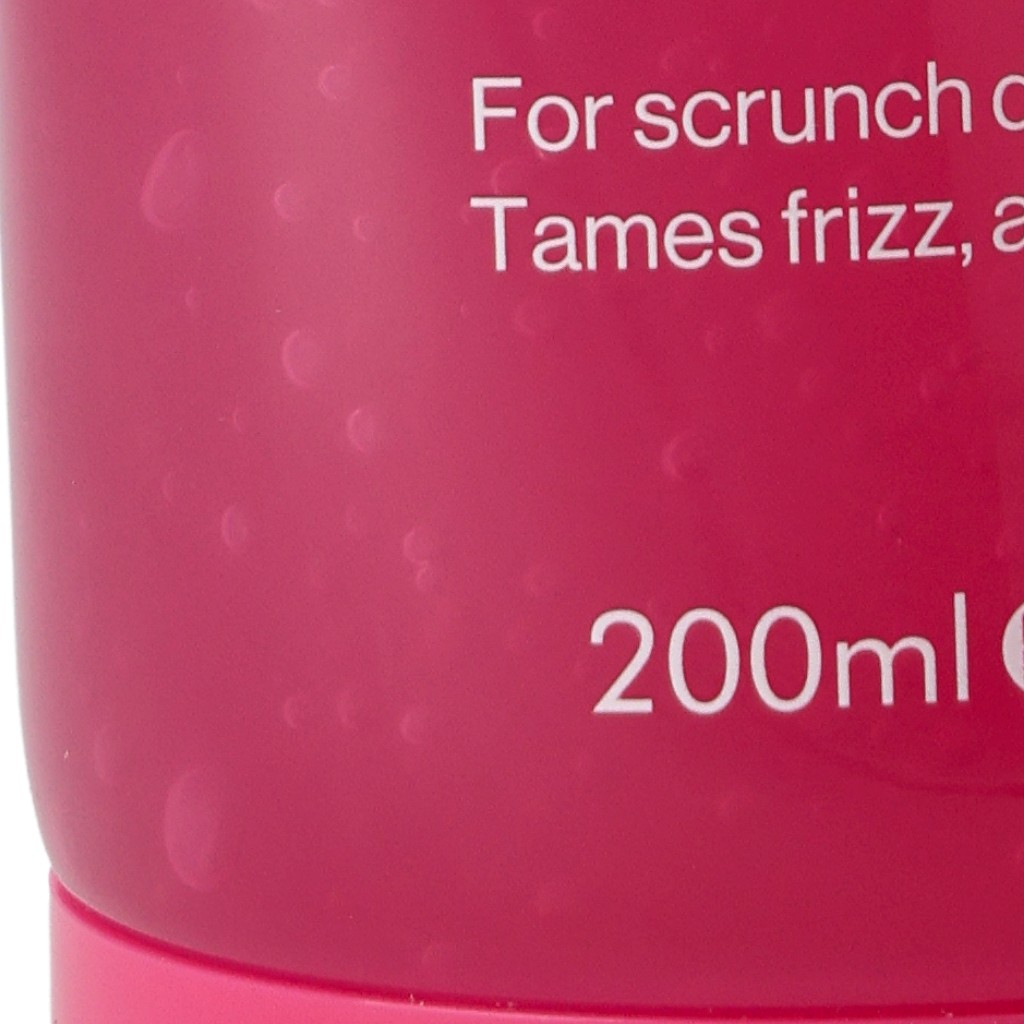 For scrunch
Tames frizz,
200ml